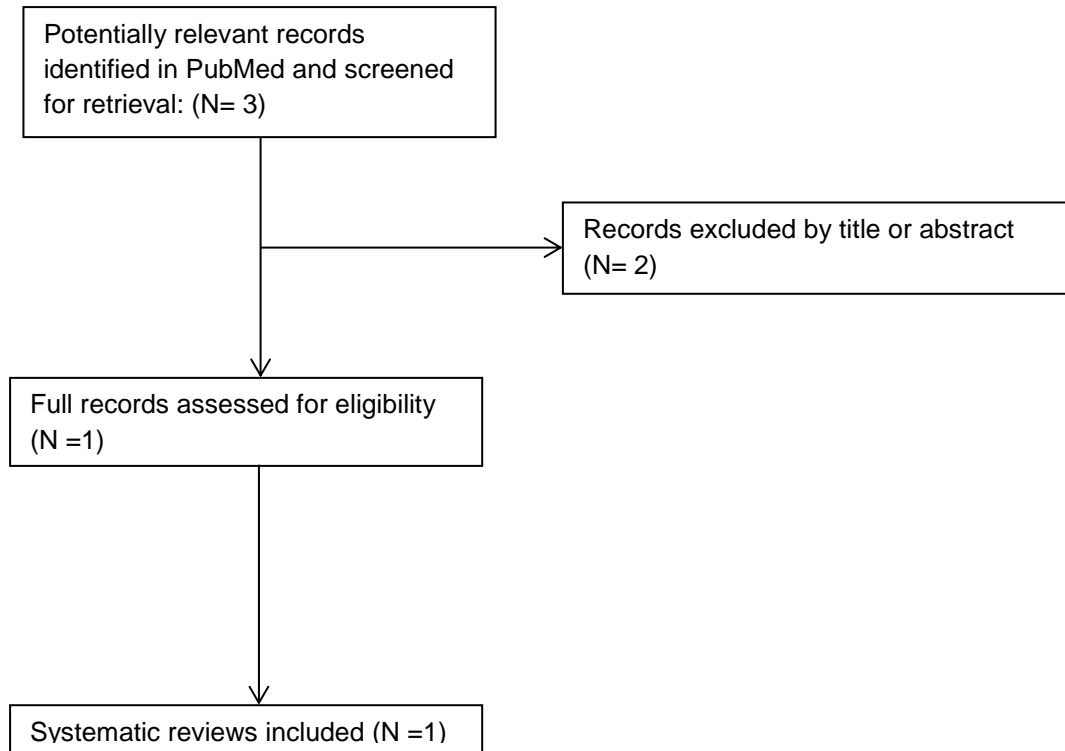 Potentially relevant records
identified in PubMed and screened
for retrieval: (N= 3)
Records excluded by title or abstract
(N= 2)
Full records assessed for eligibility
(N =1)
Systematic reviews included (N =1)